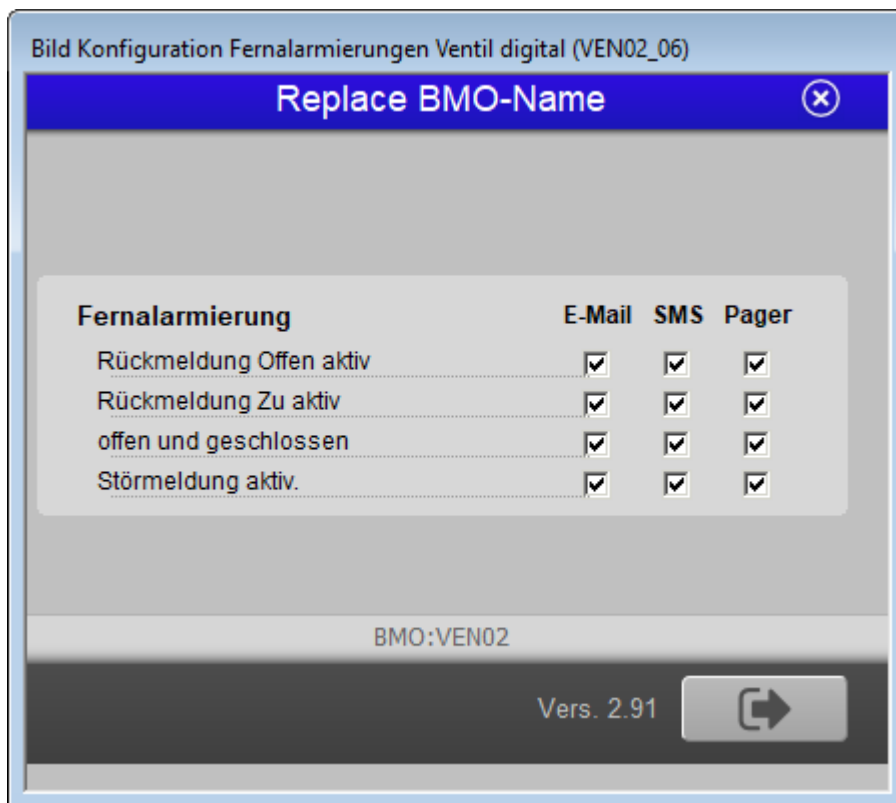 Bild Konfiguration Fernalarmierungen Ventil digital (VEN02_06)
Replace BMO-Name
Fernalarmierung E-Mail SMS Pager
Rückmeldung Offen aktiv
Rückmeldung Zu aktiv
offen und geschlossen
Störmeldung aktiv.
BMO:VEN02
Vers. 2.91